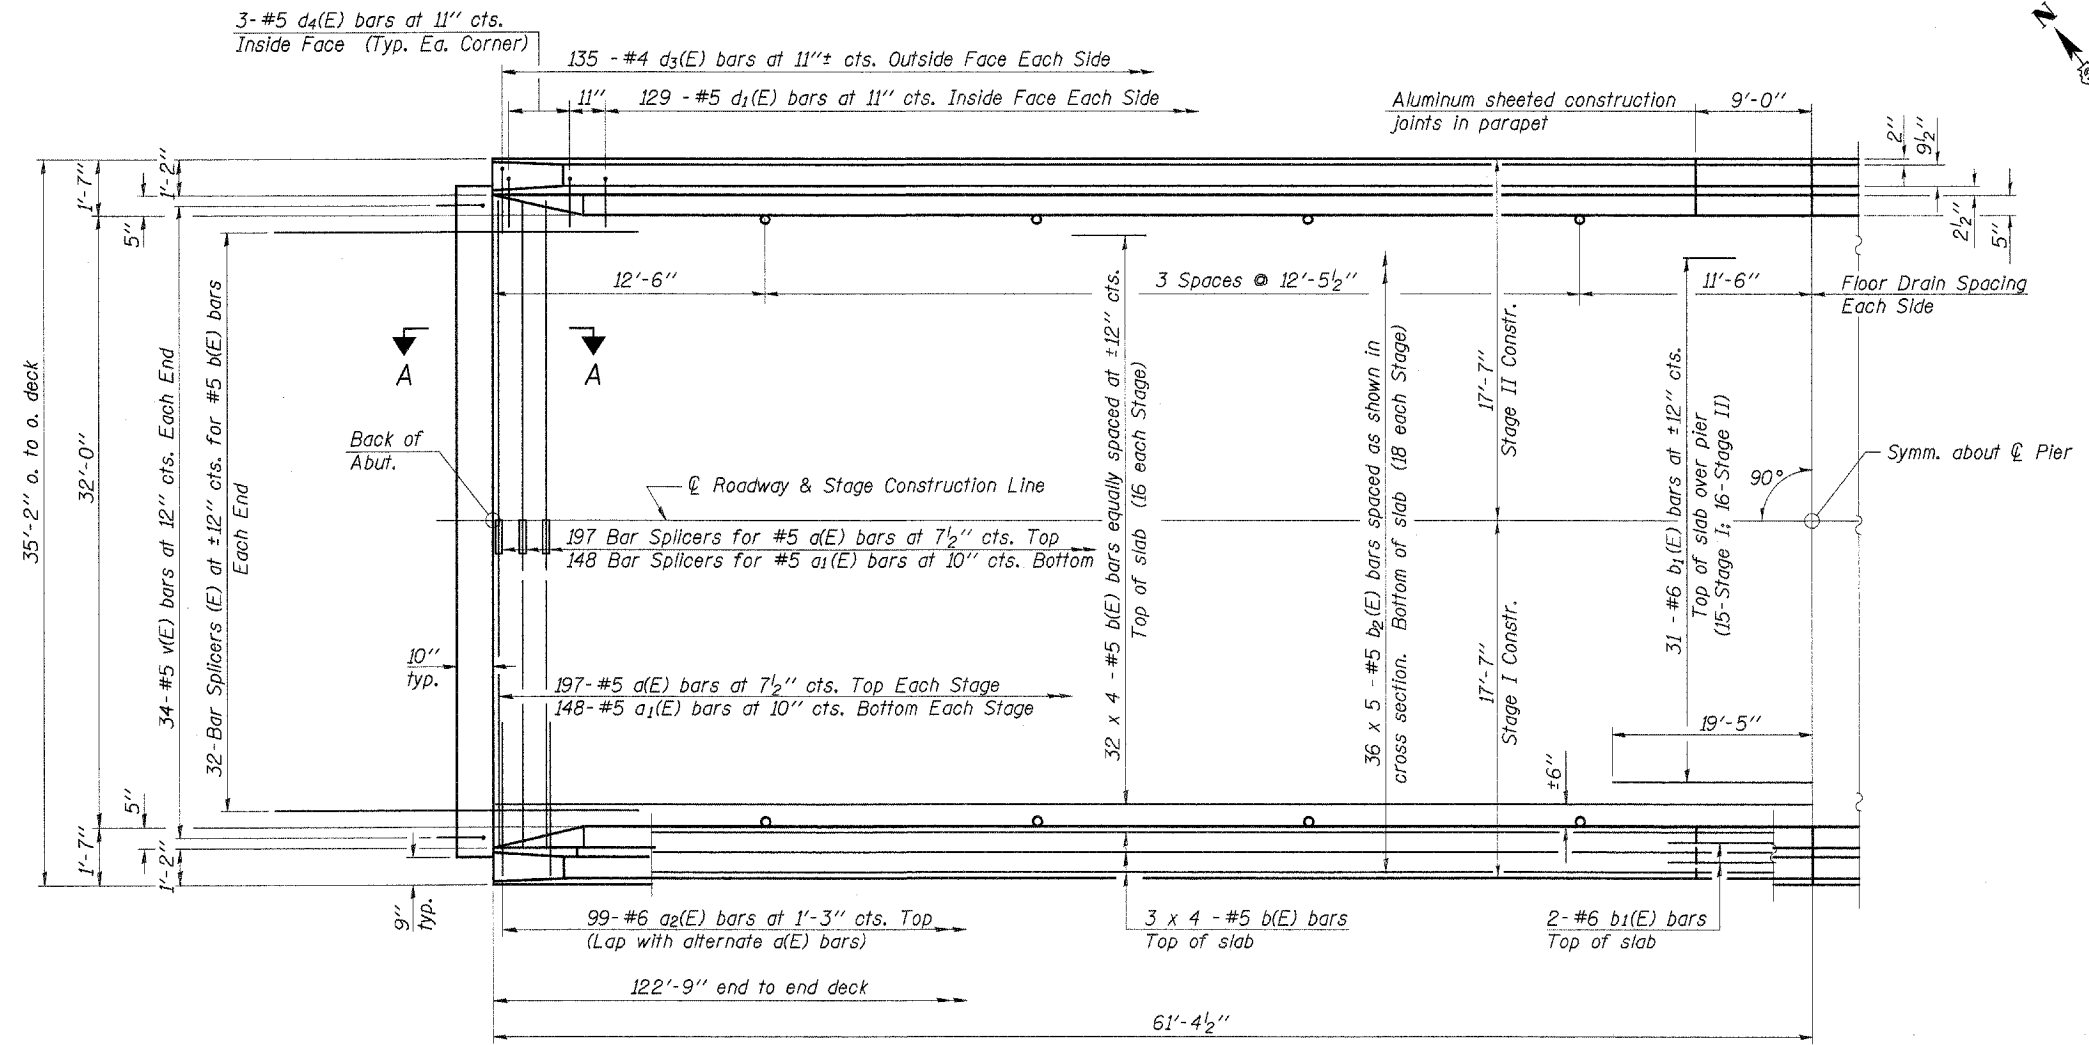 3-#5 d4(E) bars at 11" cts.
Inside Face (Typ. Ea. Corner)
135 - #4 d3(E) bars at 11"± cts. Outside Face Each Side
11"
129 - #5 d1(E) bars at 11" cts. Inside Face Each Side
Aluminum sheeted construction
joints in parapet
9'-0"
N
2"
9½"
2½"
5"
1'-7"
1'-2"
5"
12'-6"
3 Spaces @ 12'-5½"
11'-6"
Floor Drain Spacing
Each Side
A
A
35'-2" o. to o. deck
32'-0"
34-#5 v(E) bars at 12" cts. Each End
32-Bar Splicers (E) at ±12" cts. for #5 b(E) bars
Each End
Back of
Abut.
℄ Roadway & Stage Construction Line
197 Bar Splicers for #5 a(E) bars at 7½" cts. Top
148 Bar Splicers for #5 a1(E) bars at 10" cts. Bottom
32 x 4 -#5 b(E) bars equally spaced at ±12" cts.
Top of slab (16 each Stage)
36 x 5 -#5 b2(E) bars spaced as shown in
cross section. Bottom of slab (18 each Stage)
17'-7"
Stage II Constr.
17'-7"
Stage I Constr.
31 -#6 b1(E) bars at ±12" cts.
Top of slab over pier
(15-Stage I; 16-Stage II)
90°
Symm. about ℄ Pier
10"
typ.
197-#5 a(E) bars at 7½" cts. Top Each Stage
148-#5 a1(E) bars at 10" cts. Bottom Each Stage
19'-5"
±6"
5"
1'-7"
1'-2"
9"
typ.
99-#6 a2(E) bars at 1'-3" cts. Top
(Lap with alternate a(E) bars)
3 x 4 -#5 b(E) bars
Top of slab
2-#6 b1(E) bars
Top of slab
122'-9" end to end deck
61'-4½"